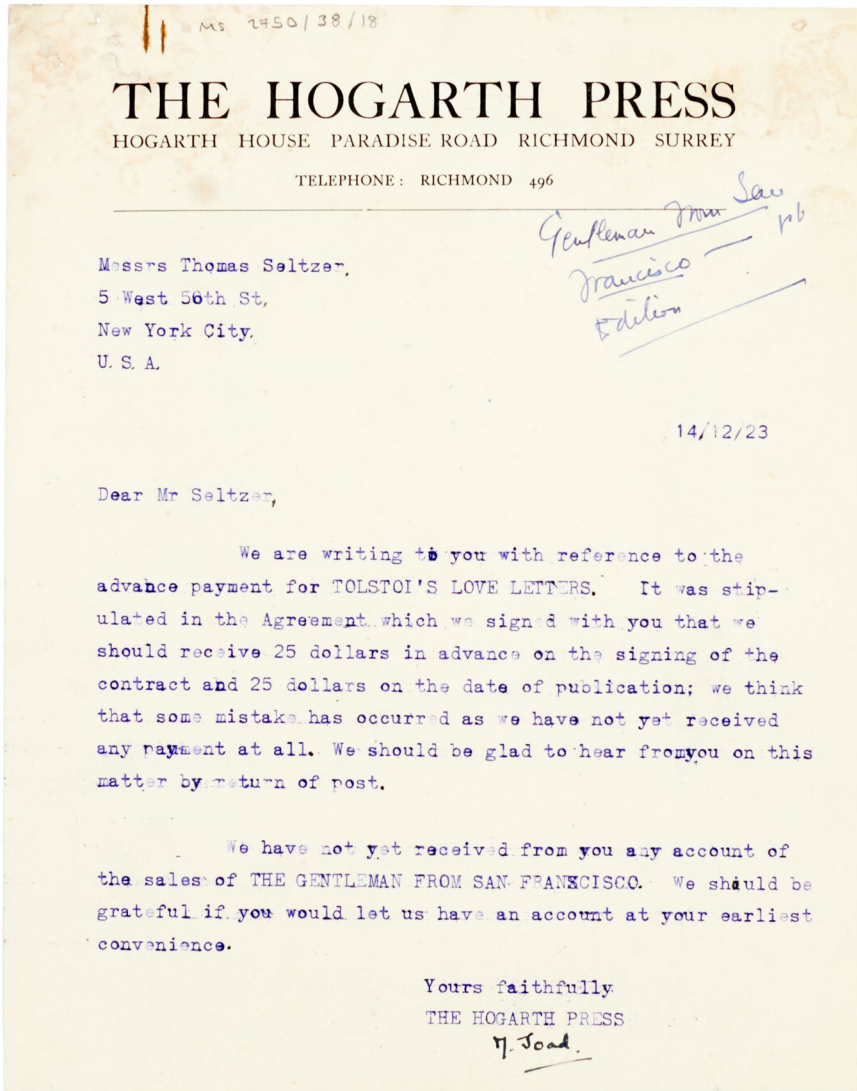 MS 2750/38/18
THE HOGARTH PRESS
HOGARTH HOUSE PARADISE ROAD RICHMOND SURREY
TELEPHONE: RICHMOND 496
Gentleman from San
Francisco —
Edition
Messrs Thomas Seltzer,
5 West 50th St,
New York City.
U. S. A.
14/12/23
Dear Mr Seltzer,
We are writing to you with reference to the
advance payment for TOLSTOI'S LOVE LETTERS. It was stip-
ulated in the Agreement which we signed with you that we
should receive 25 dollars in advance on the signing of the
contract and 25 dollars on the date of publication; we think
that some mistake has occurred as we have not yet received
any payment at all. We should be glad to hear fromyou on this
matter by return of post.
We have not yet received from you any account of
the sales of THE GENTLEMAN FROM SAN FRANXCISCO. We should be
grateful if you would let us have an account at your earliest
convenience.
Yours faithfully
THE HOGARTH PRESS
M. Joad.